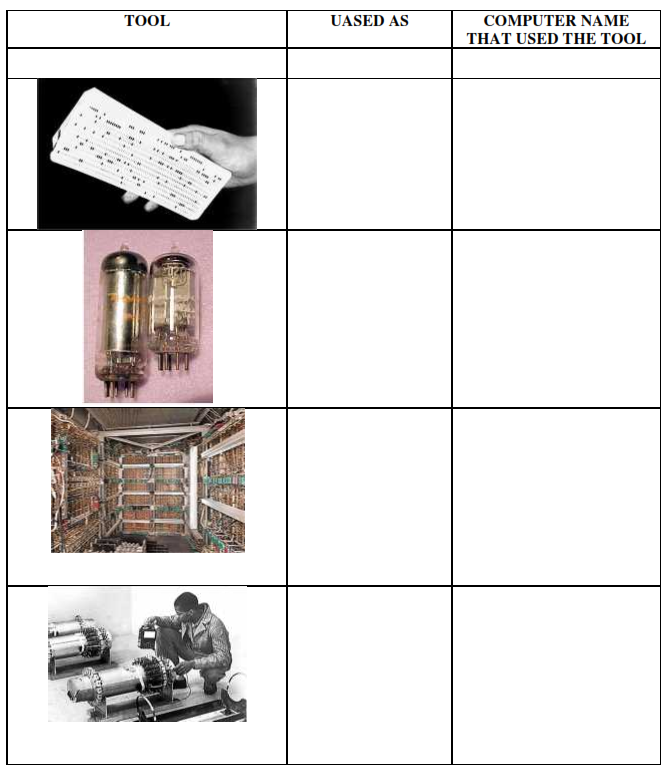 TOOL
UASED AS
COMPUTER NAME
THAT USED THE TOOL